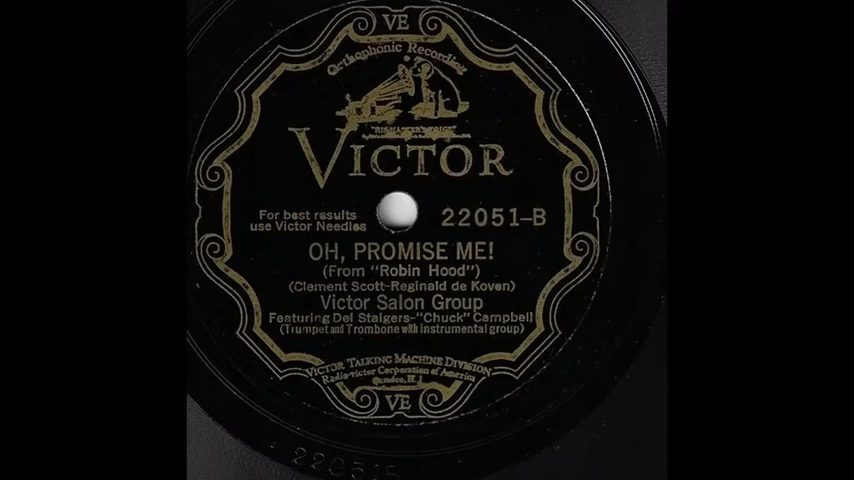 VE
Orthophonic Recording
"HIS MASTER'S VOICE"
VICTOR
For best results
use Victor Needles
22051-B
OH, PROMISE ME!
(From "Robin Hood")
(Clement Scott-Reginald de Koven)
Victor Salon Group
Featuring Del Staigers-"Chuck" Campbell
(Trumpet and Trombone with instrumental group)
VICTOR TALKING MACHINE DIVISION
Radio-Victor Corporation of America
Camden, N.J.
VE